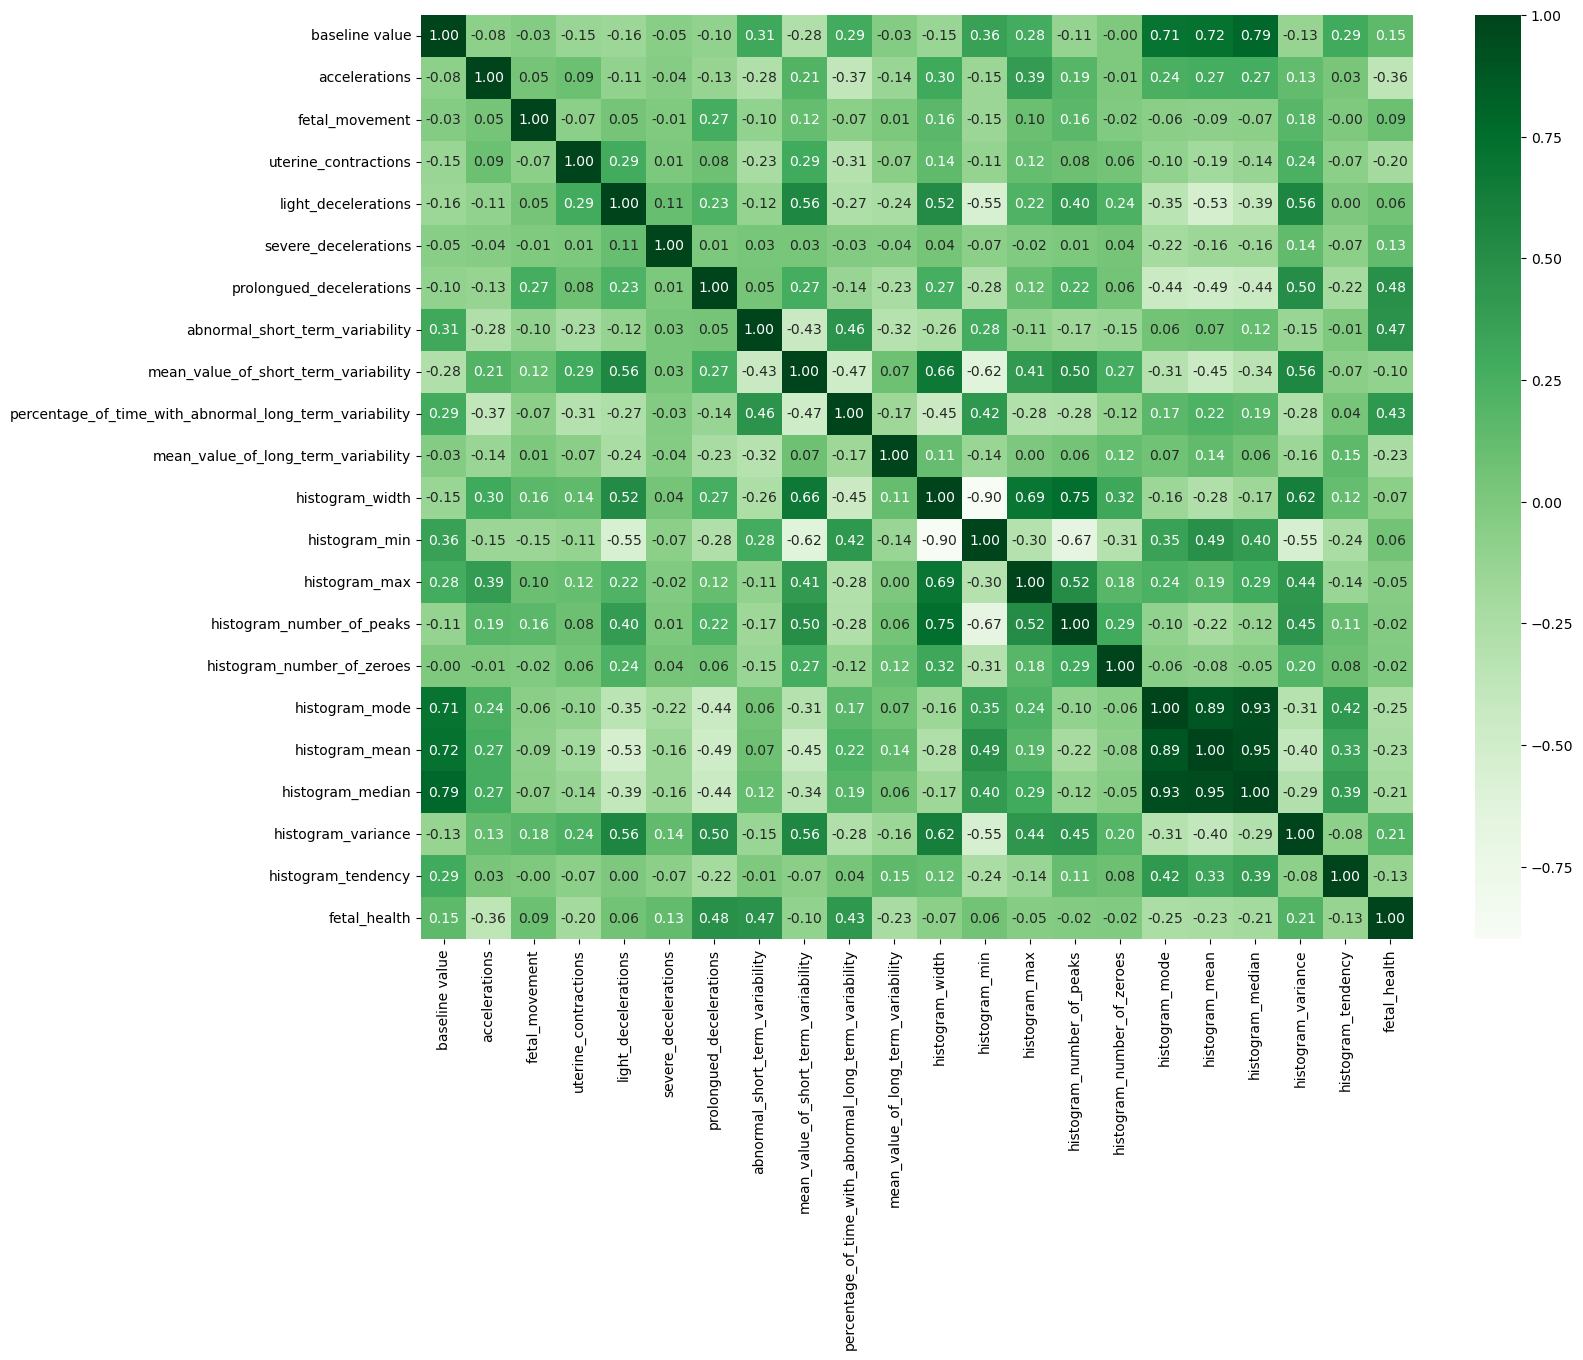 baseline value 1.00 -0.08 -0.03 -0.15 -0.16 -0.05 -0.10 0.31 -0.28 0.29 -0.03 -0.15 0.36 0.28 -0.11 -0.00 0.71 0.72 0.79 -0.13 0.29 0.15
accelerations -0.08 1.00 0.05 0.09 -0.11 -0.04 -0.13 -0.28 0.21 -0.37 -0.14 0.30 -0.15 0.39 0.19 -0.01 0.24 0.27 0.27 0.13 0.03 -0.36
fetal_movement -0.03 0.05 1.00 -0.07 0.05 -0.01 0.27 -0.10 0.12 -0.07 0.01 0.16 -0.15 0.10 0.16 -0.02 -0.06 -0.09 -0.07 0.18 -0.00 0.09
uterine_contractions -0.15 0.09 -0.07 1.00 0.29 0.01 0.08 -0.23 0.29 -0.31 -0.07 0.14 -0.11 0.12 0.08 0.06 -0.10 -0.19 -0.14 0.24 -0.07 -0.20
light_decelerations -0.16 -0.11 0.05 0.29 1.00 0.11 0.23 -0.12 0.56 -0.27 -0.24 0.52 -0.55 0.22 0.40 0.24 -0.35 -0.53 -0.39 0.56 0.00 0.06
severe_decelerations -0.05 -0.04 -0.01 0.01 0.11 1.00 0.01 0.03 0.03 -0.03 -0.04 0.04 -0.07 -0.02 0.01 0.04 -0.22 -0.16 -0.16 0.14 -0.07 0.13
prolongued_decelerations -0.10 -0.13 0.27 0.08 0.23 0.01 1.00 0.05 0.27 -0.14 -0.23 0.27 -0.28 0.12 0.22 0.06 -0.44 -0.49 -0.44 0.50 -0.22 0.48
abnormal_short_term_variability 0.31 -0.28 -0.10 -0.23 -0.12 0.03 0.05 1.00 -0.43 0.46 -0.32 -0.26 0.28 -0.11 -0.17 -0.15 0.06 0.07 0.12 -0.15 -0.01 0.47
mean_value_of_short_term_variability -0.28 0.21 0.12 0.29 0.56 0.03 0.27 -0.43 1.00 -0.47 0.07 0.66 -0.62 0.41 0.50 0.27 -0.31 -0.45 -0.34 0.56 -0.07 -0.10
percentage_of_time_with_abnormal_long_term_variability 0.29 -0.37 -0.07 -0.31 -0.27 -0.03 -0.14 0.46 -0.47 1.00 -0.17 -0.45 0.42 -0.28 -0.28 -0.12 0.17 0.22 0.19 -0.28 0.04 0.43
mean_value_of_long_term_variability -0.03 -0.14 0.01 -0.07 -0.24 -0.04 -0.23 -0.32 0.07 -0.17 1.00 0.11 -0.14 0.00 0.06 0.12 0.07 0.14 0.06 -0.16 0.15 -0.23
histogram_width -0.15 0.30 0.16 0.14 0.52 0.04 0.27 -0.26 0.66 -0.45 0.11 1.00 -0.90 0.69 0.75 0.32 -0.16 -0.28 -0.17 0.62 0.12 -0.07
histogram_min 0.36 -0.15 -0.15 -0.11 -0.55 -0.07 -0.28 0.28 -0.62 0.42 -0.14 -0.90 1.00 -0.30 -0.67 -0.31 0.35 0.49 0.40 -0.55 -0.24 0.06
histogram_max 0.28 0.39 0.10 0.12 0.22 -0.02 0.12 -0.11 0.41 -0.28 0.00 0.69 -0.30 1.00 0.52 0.18 0.24 0.19 0.29 0.44 -0.14 -0.05
histogram_number_of_peaks -0.11 0.19 0.16 0.08 0.40 0.01 0.22 -0.17 0.50 -0.28 0.06 0.75 -0.67 0.52 1.00 0.29 -0.10 -0.22 -0.12 0.45 0.11 -0.02
histogram_number_of_zeroes -0.00 -0.01 -0.02 0.06 0.24 0.04 0.06 -0.15 0.27 -0.12 0.12 0.32 -0.31 0.18 0.29 1.00 -0.06 -0.08 -0.05 0.20 0.08 -0.02
histogram_mode 0.71 0.24 -0.06 -0.10 -0.35 -0.22 -0.44 0.06 -0.31 0.17 0.07 -0.16 0.35 0.24 -0.10 -0.06 1.00 0.89 0.93 -0.31 0.42 -0.25
histogram_mean 0.72 0.27 -0.09 -0.19 -0.53 -0.16 -0.49 0.07 -0.45 0.22 0.14 -0.28 0.49 0.19 -0.22 -0.08 0.89 1.00 0.95 -0.40 0.33 -0.23
histogram_median 0.79 0.27 -0.07 -0.14 -0.39 -0.16 -0.44 0.12 -0.34 0.19 0.06 -0.17 0.40 0.29 -0.12 -0.05 0.93 0.95 1.00 -0.29 0.39 -0.21
histogram_variance -0.13 0.13 0.18 0.24 0.56 0.14 0.50 -0.15 0.56 -0.28 -0.16 0.62 -0.55 0.44 0.45 0.20 -0.31 -0.40 -0.29 1.00 -0.08 0.21
histogram_tendency 0.29 0.03 -0.00 -0.07 0.00 -0.07 -0.22 -0.01 -0.07 0.04 0.15 0.12 -0.24 -0.14 0.11 0.08 0.42 0.33 0.39 -0.08 1.00 -0.13
fetal_health 0.15 -0.36 0.09 -0.20 0.06 0.13 0.48 0.47 -0.10 0.43 -0.23 -0.07 0.06 -0.05 -0.02 -0.02 -0.25 -0.23 -0.21 0.21 -0.13 1.00
baseline value
accelerations
fetal_movement
uterine_contractions
light_decelerations
severe_decelerations
prolongued_decelerations
abnormal_short_term_variability
mean_value_of_short_term_variability
percentage_of_time_with_abnormal_long_term_variability
mean_value_of_long_term_variability
histogram_width
histogram_min
histogram_max
histogram_number_of_peaks
histogram_number_of_zeroes
histogram_mode
histogram_mean
histogram_median
histogram_variance
histogram_tendency
fetal_health
1.00
0.75
0.50
0.25
0.00
−0.25
−0.50
−0.75